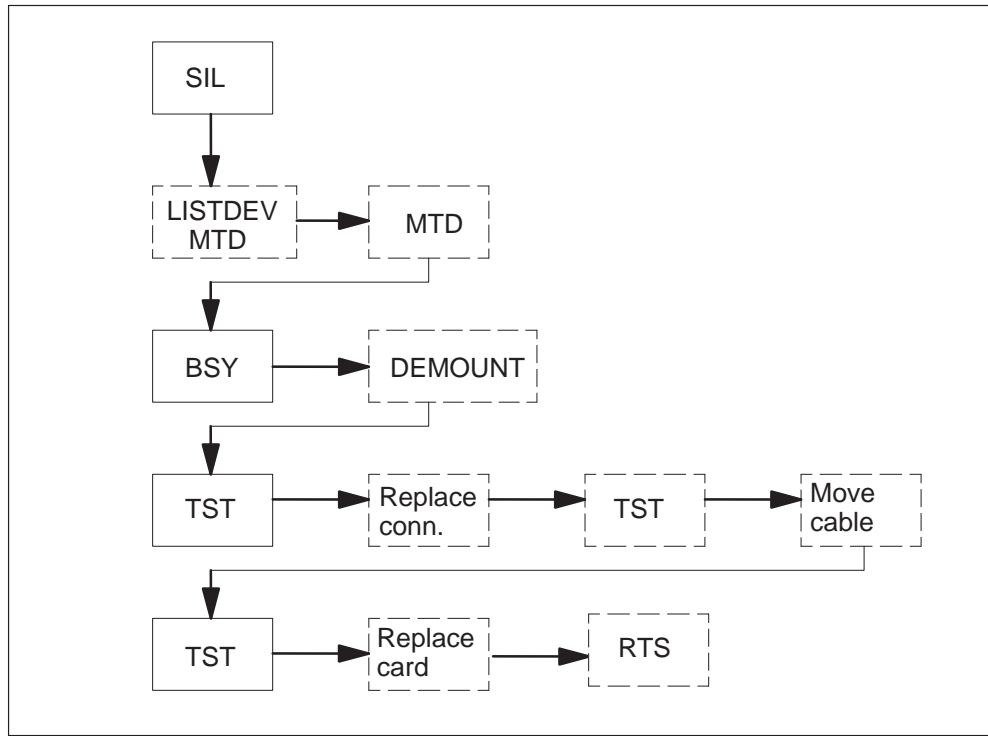 SIL
LISTDEV
MTD
MTD
BSY
DEMOUNT
TST
Replace
conn.
TST
Move
cable
TST
Replace
card
RTS